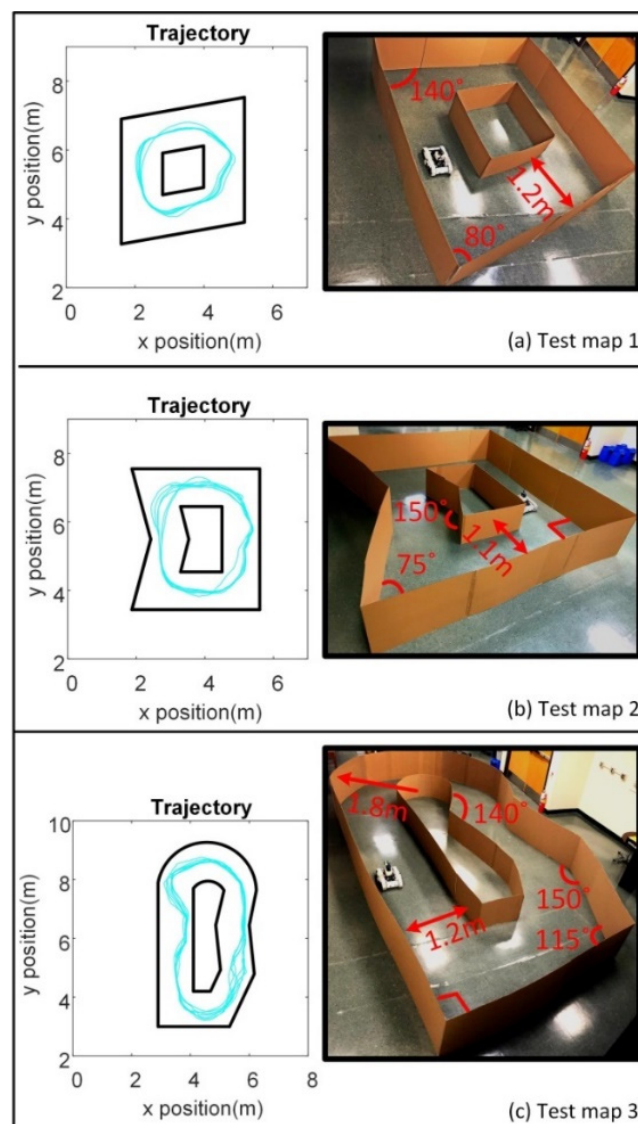 Trajectory
8
6
4
2
y position(m)
0
2
4
6
x position(m)
140°
1.2m
80°
(a) Test map 1
Trajectory
8
6
4
2
y position(m)
0
2
4
6
x position(m)
150°
1.1m
75°
(b) Test map 2
Trajectory
10
8
6
4
2
y position(m)
0
2
4
6
8
x position(m)
1.8m
140°
150°
1.2m
115°
(c) Test map 3